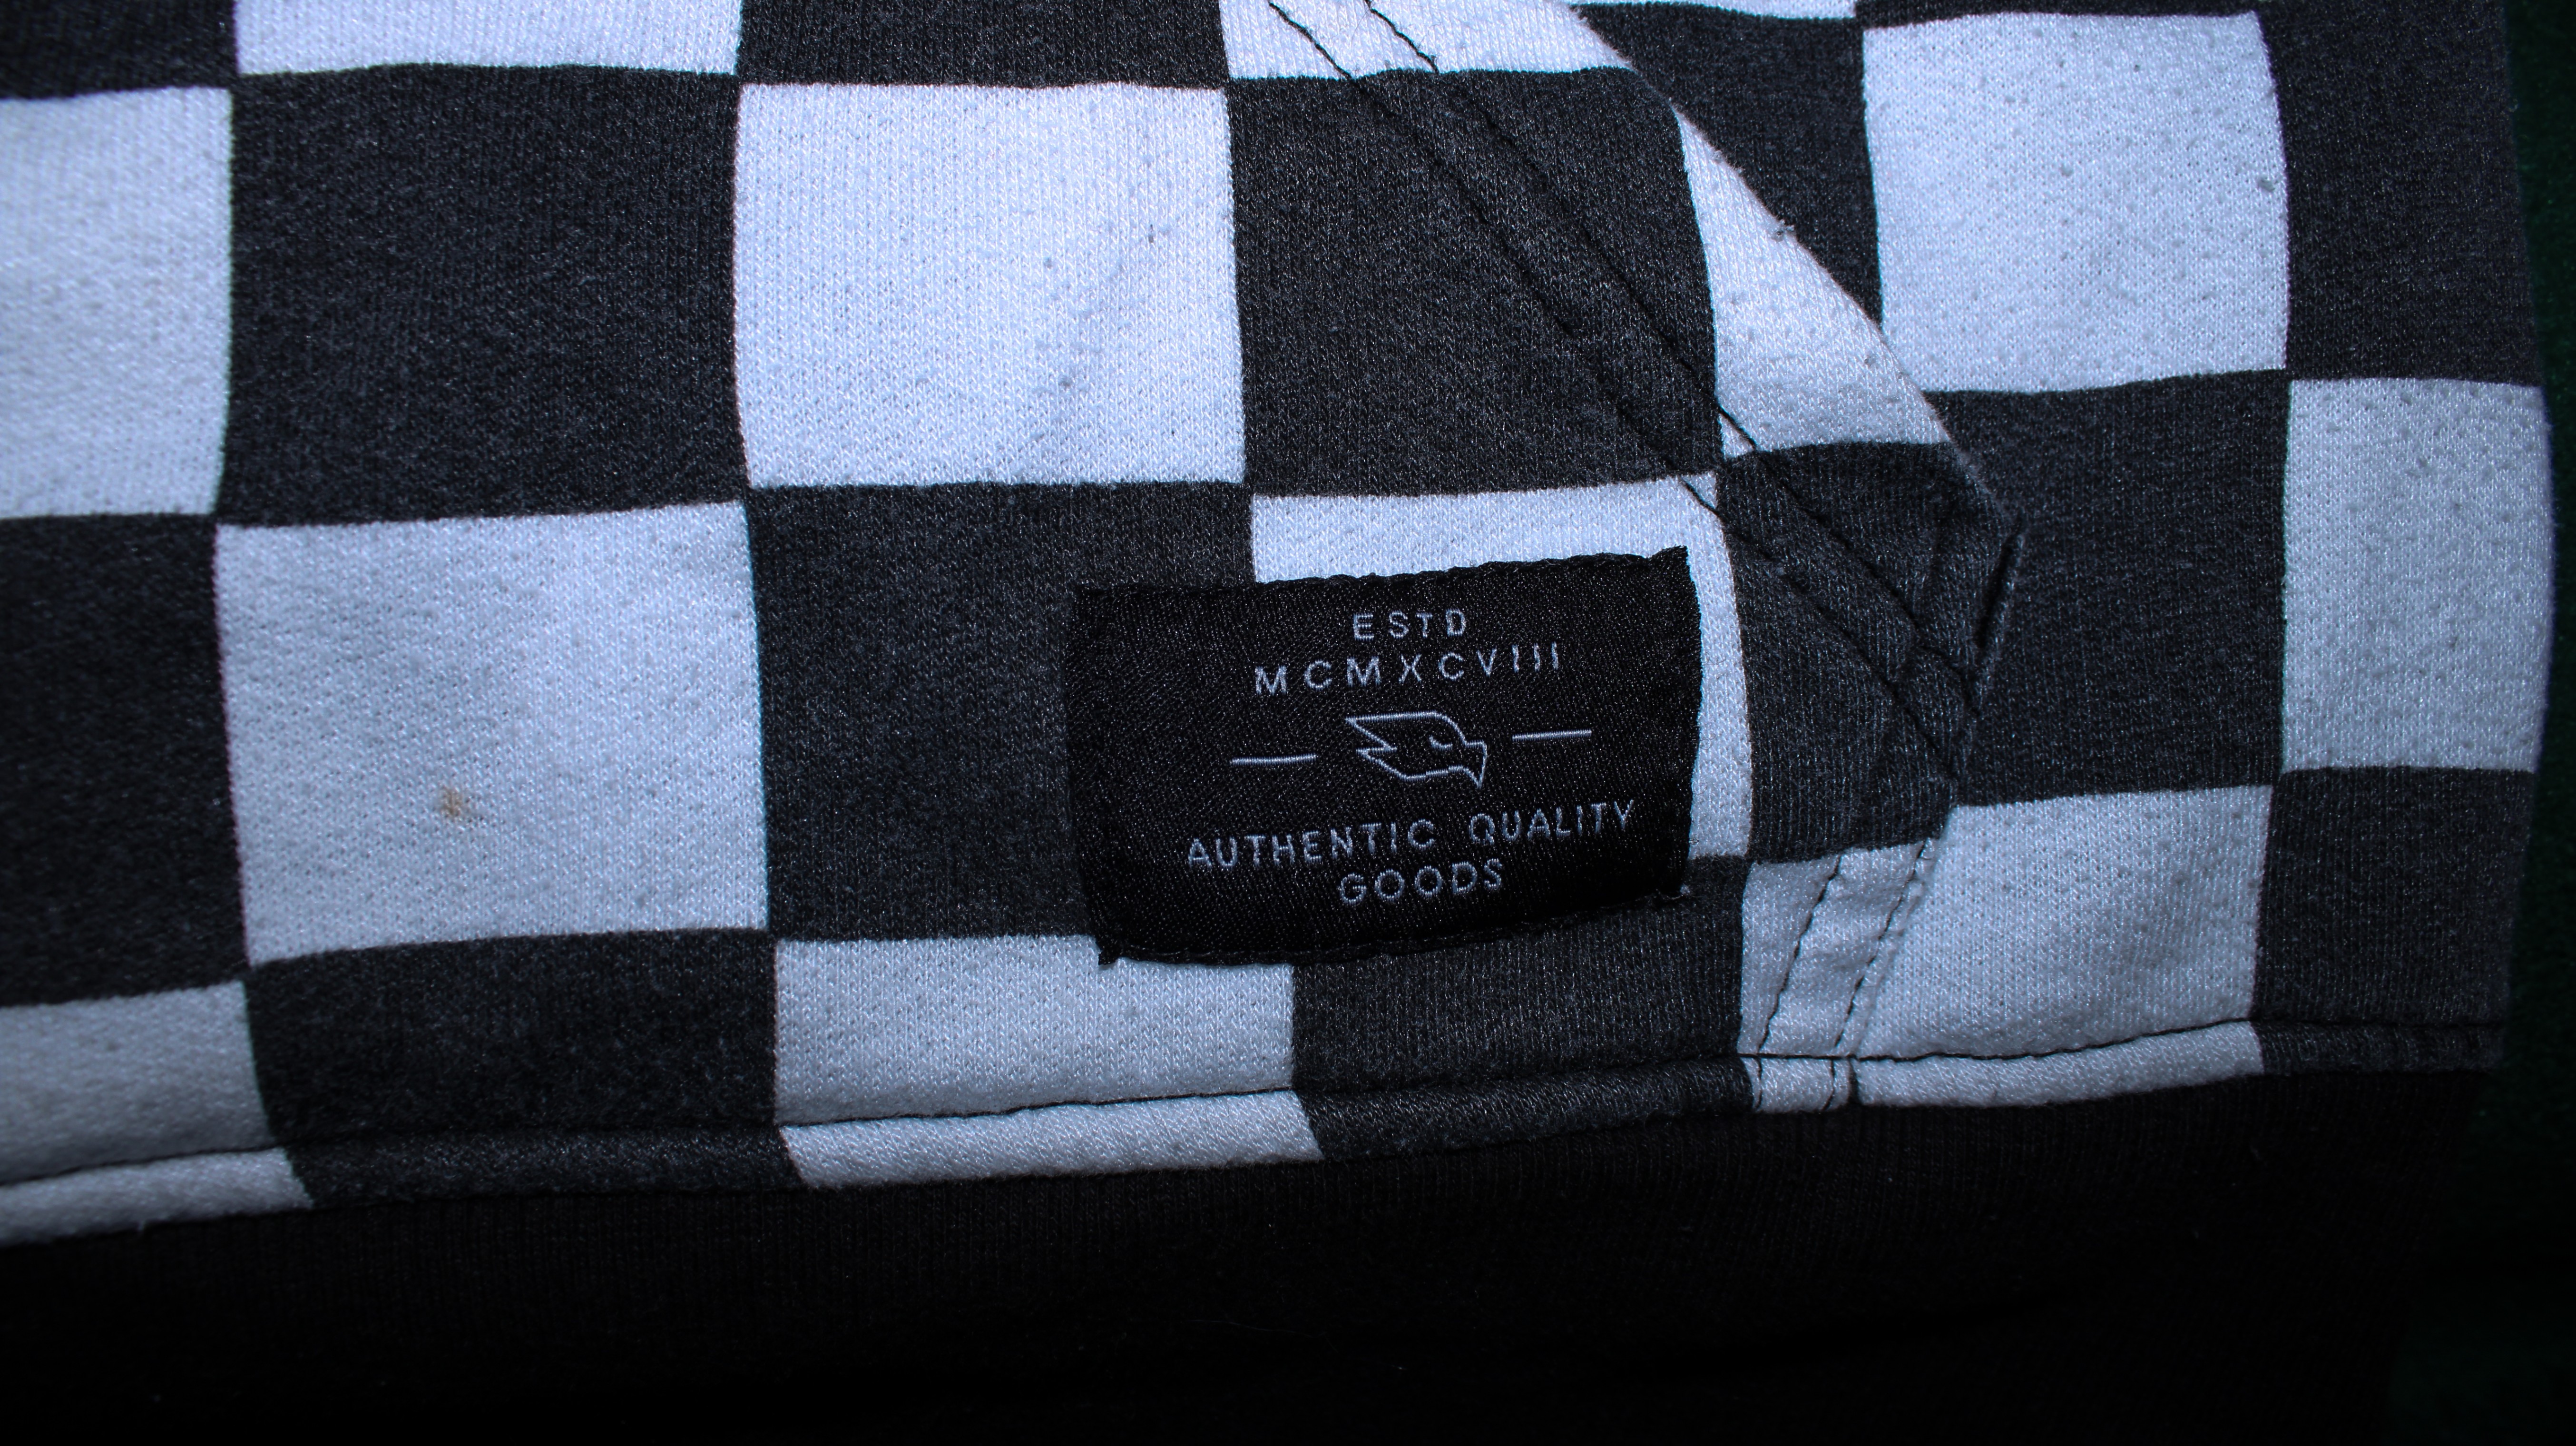 ESTD
MCMXCVIII
AUTHENTIC QUALITY
GOODS